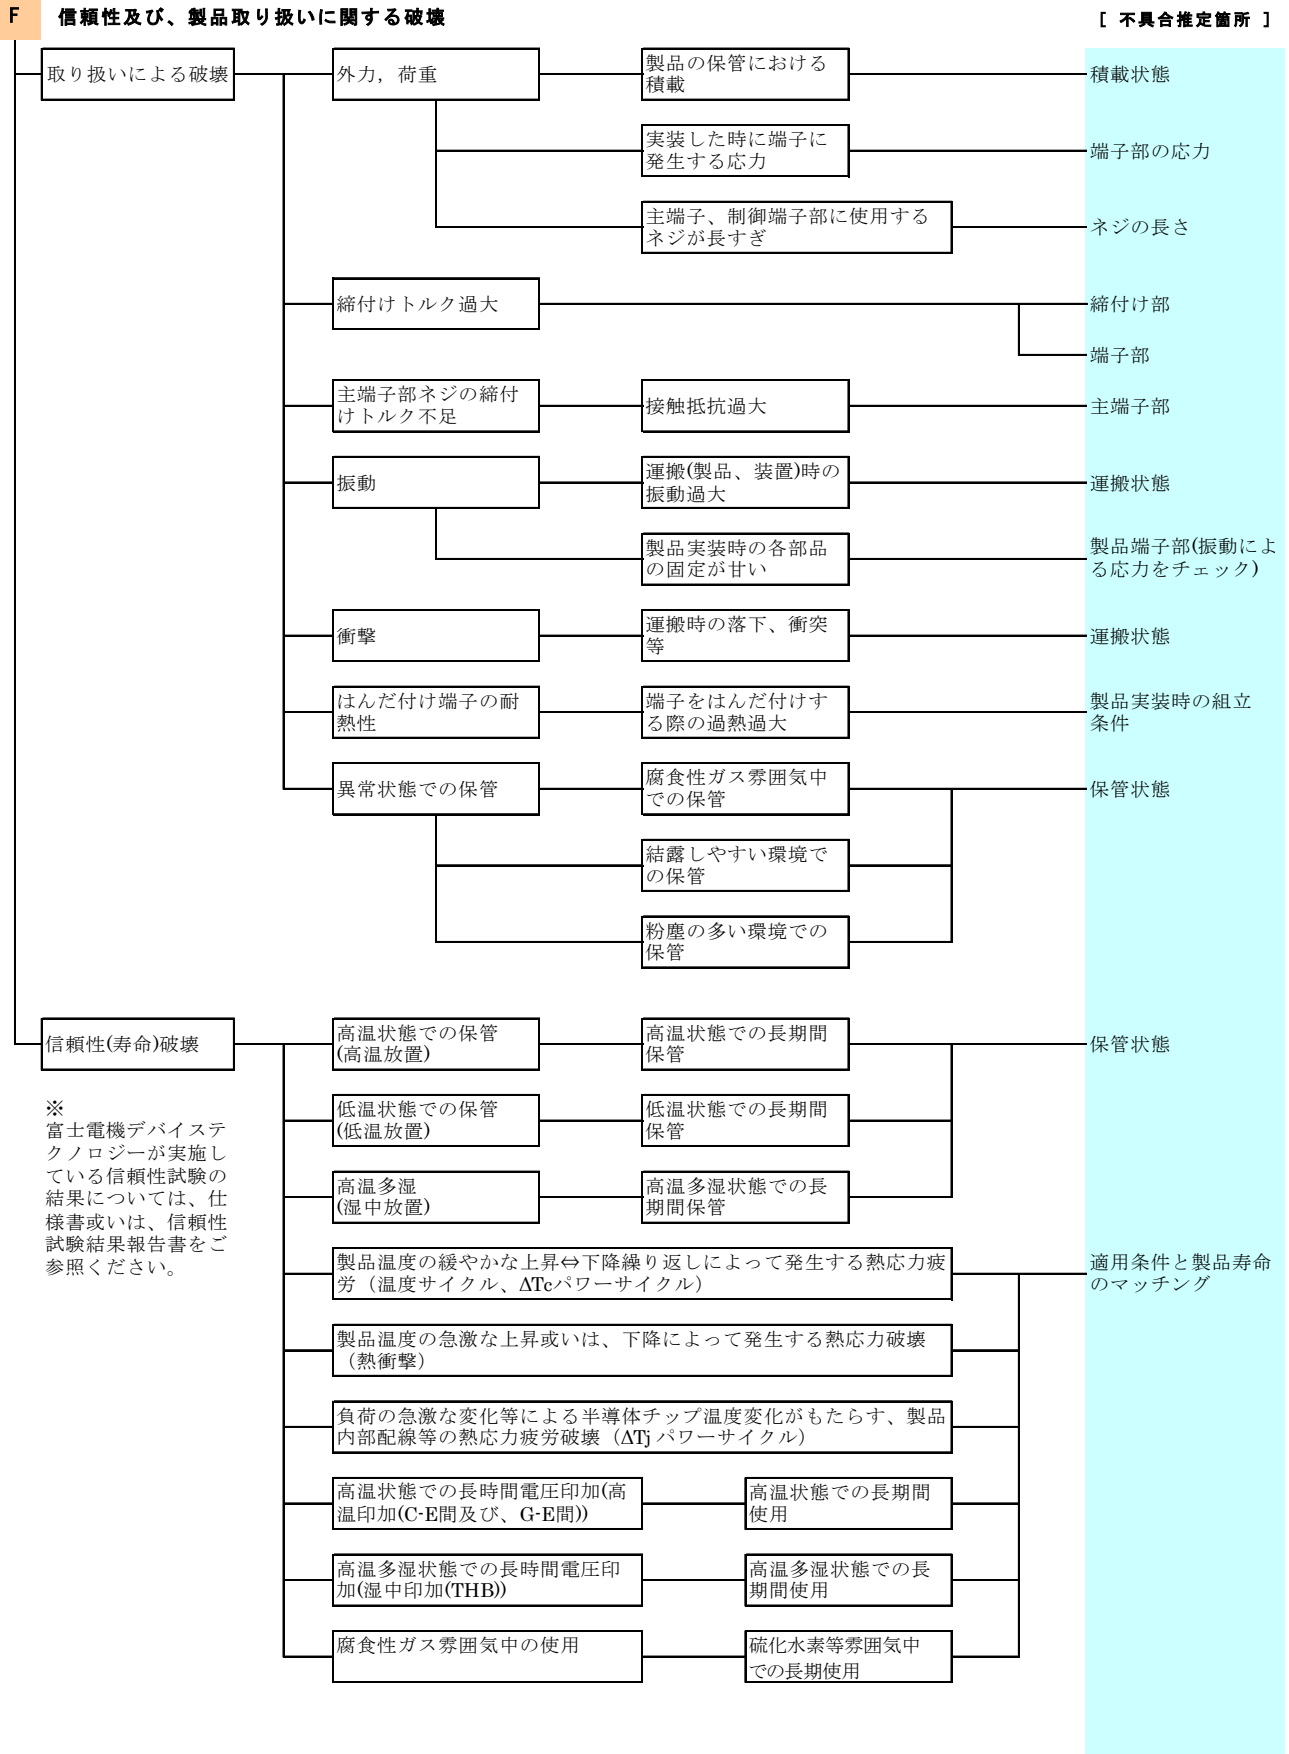 F 信頼性及び、製品取り扱いに関する破壊
[ 不具合推定箇所 ]
取り扱いによる破壊
外力，荷重
製品の保管における
積載
積載状態
実装した時に端子に
発生する応力
端子部の応力
主端子、制御端子部に使用する
ネジが長すぎ
ネジの長さ
締付けトルク過大
締付け部
端子部
主端子部ネジの締付
けトルク不足
接触抵抗過大
主端子部
振動
運搬(製品、装置)時の
振動過大
運搬状態
製品実装時の各部品
の固定が甘い
製品端子部(振動によ
る応力をチェック)
衝撃
運搬時の落下、衝突
等
運搬状態
はんだ付け端子の耐
熱性
端子をはんだ付けす
る際の過熱過大
製品実装時の組立
条件
異常状態での保管
腐食性ガス雰囲気中
での保管
保管状態
結露しやすい環境で
の保管
粉塵の多い環境での
保管
信頼性(寿命)破壊
高温状態での保管
(高温放置)
高温状態での長期間
保管
保管状態
※
富士電機デバイステ
クノロジーが実施し
ている信頼性試験の
結果については、仕
様書或いは、信頼性
試験結果報告書をご
参照ください。
低温状態での保管
(低温放置)
低温状態での長期間
保管
高温多湿
(湿中放置)
高温多湿状態での長
期間保管
製品温度の緩やかな上昇⇔下降繰り返しによって発生する熱応力疲
労（温度サイクル、ΔTcパワーサイクル）
適用条件と製品寿命
のマッチング
製品温度の急激な上昇或いは、下降によって発生する熱応力破壊
（熱衝撃）
負荷の急激な変化等による半導体チップ温度変化がもたらす、製品
内部配線等の熱応力疲労破壊（ΔTj パワーサイクル）
高温状態での長時間電圧印加(高
温印加(C-E間及び、G-E間))
高温状態での長期間
使用
高温多湿状態での長時間電圧印
加(湿中印加(THB))
高温多湿状態での長
期間使用
腐食性ガス雰囲気中の使用
硫化水素等雰囲気中
での長期使用